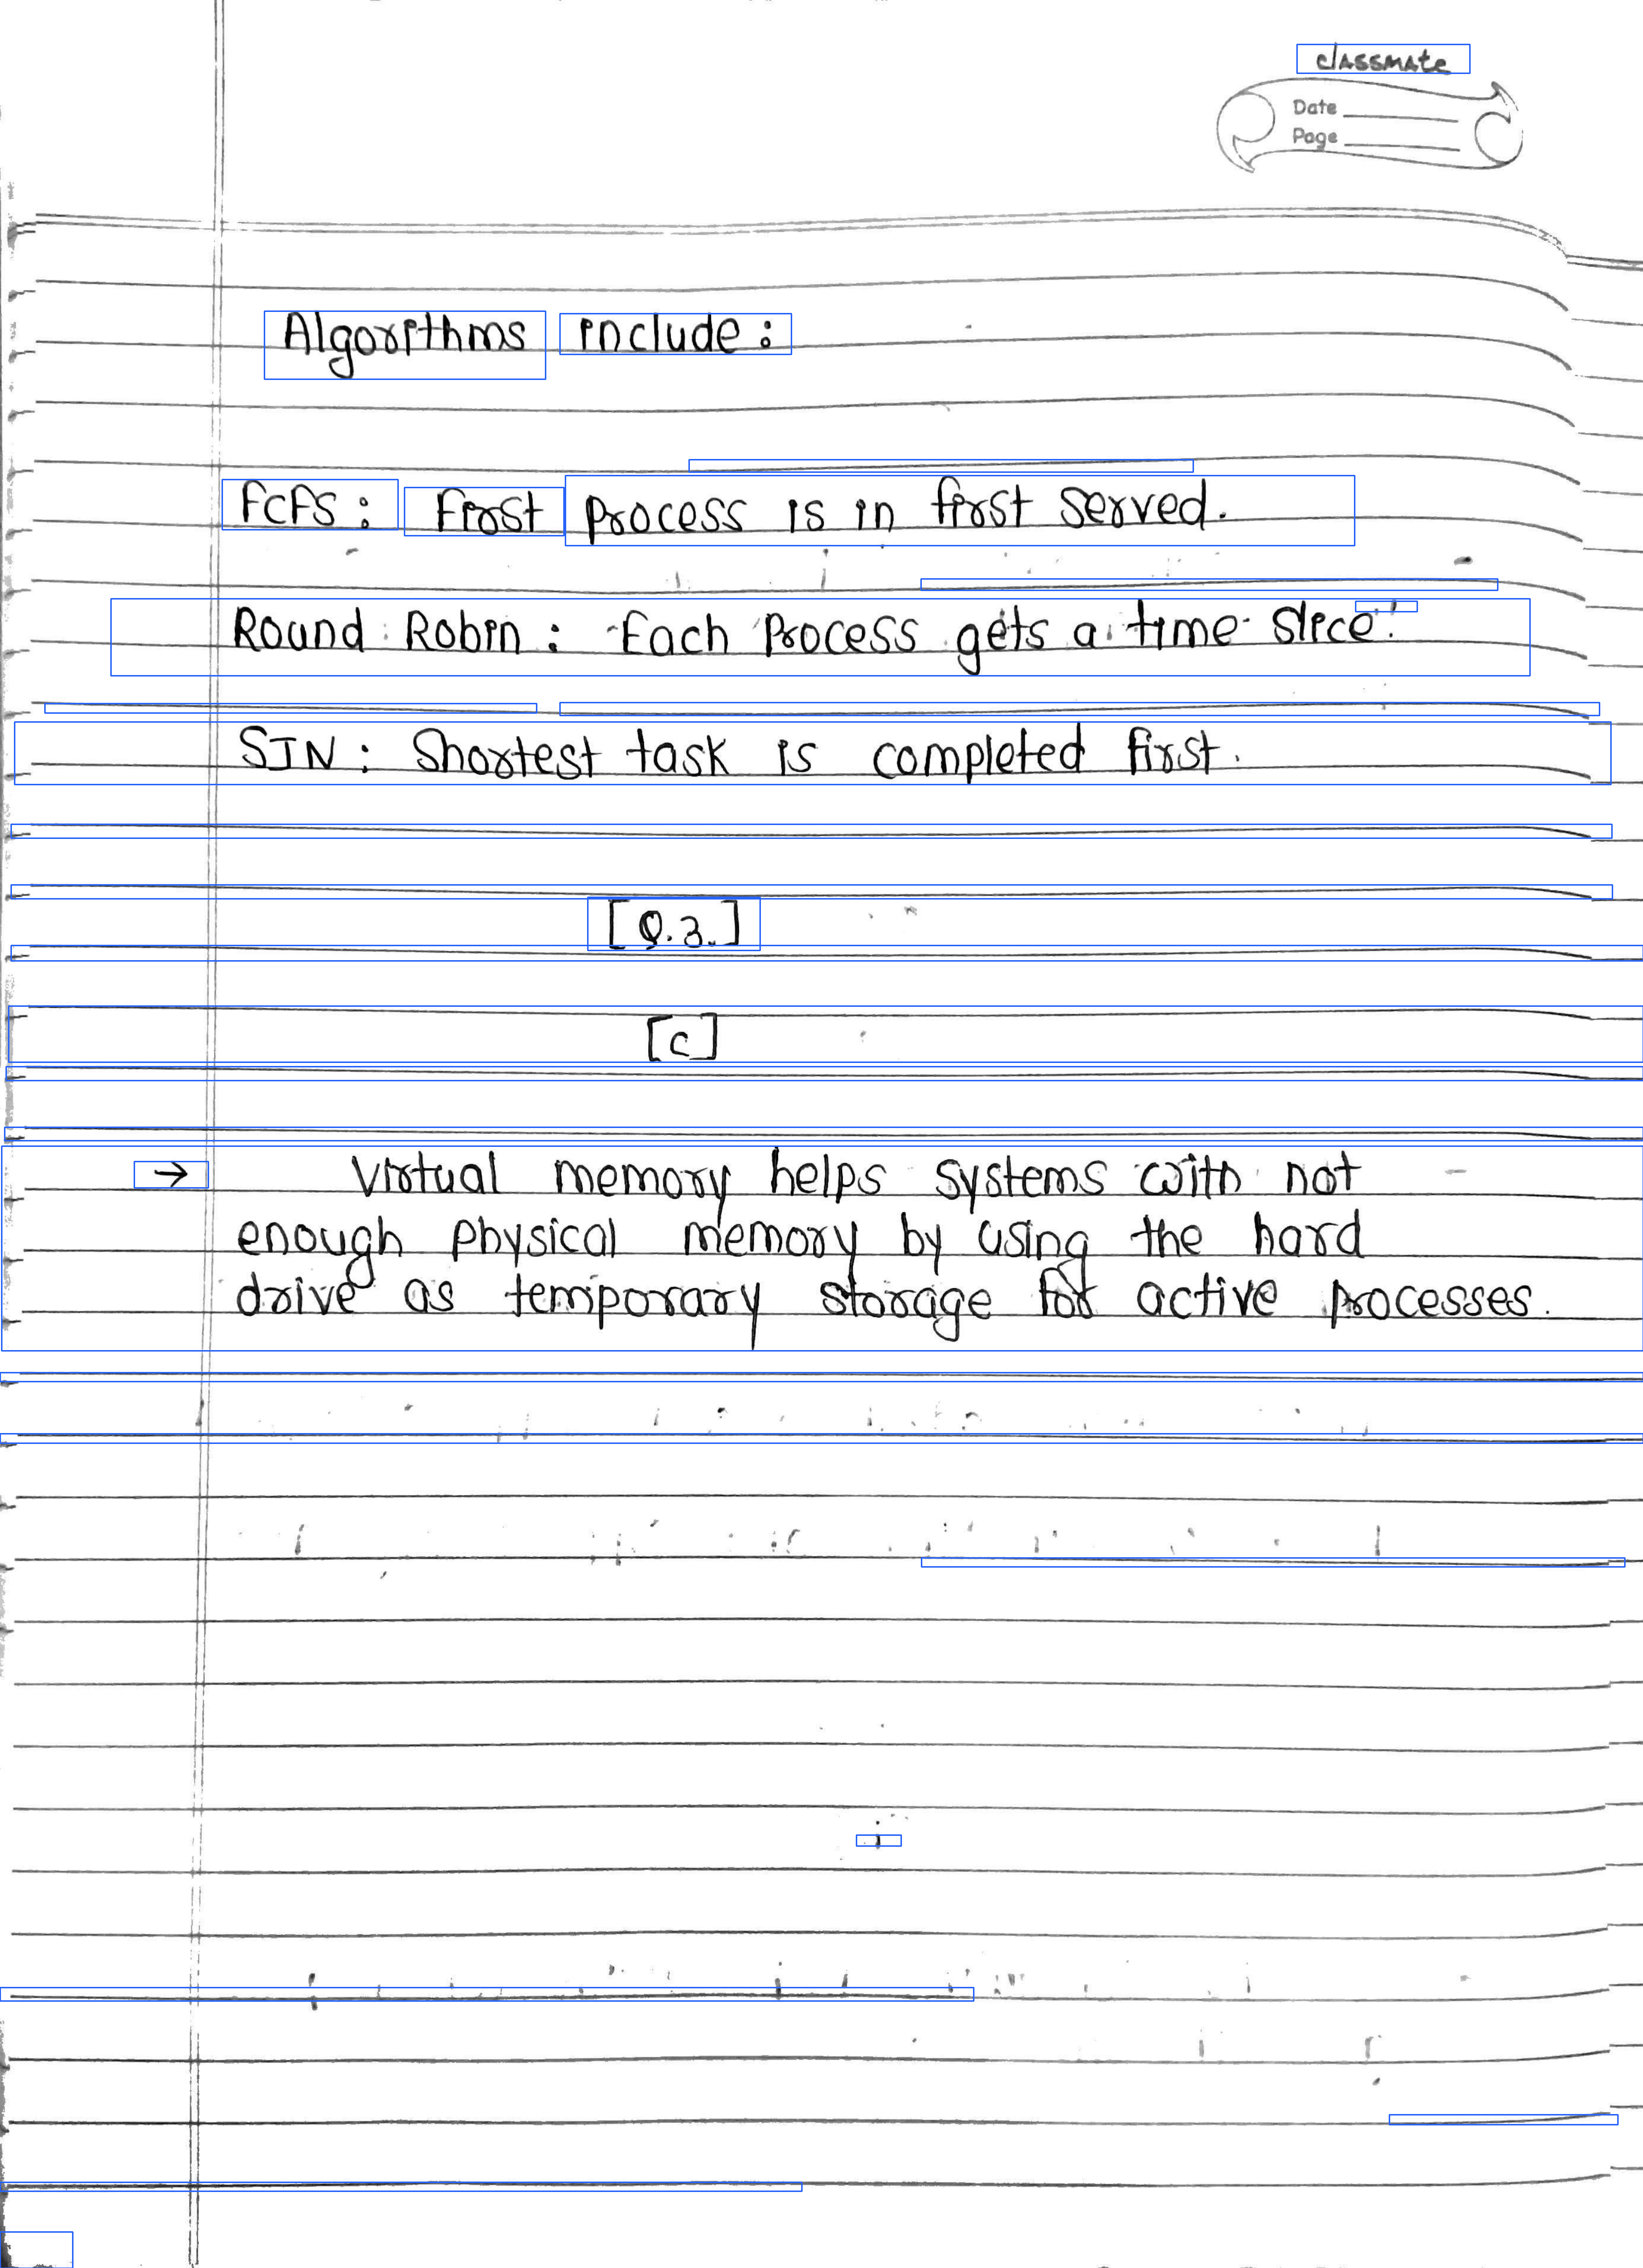 classmate
Date
Page
Algorithms include:
FCFS: First process is in first served.
Round Robin: Each Process gets a time slice.
SJN: Shortest task is completed first.
[Q.3.]
[C]
→ Virtual memory helps systems with not
enough physical memory by using the hard
drive as temporary storage for active processes.